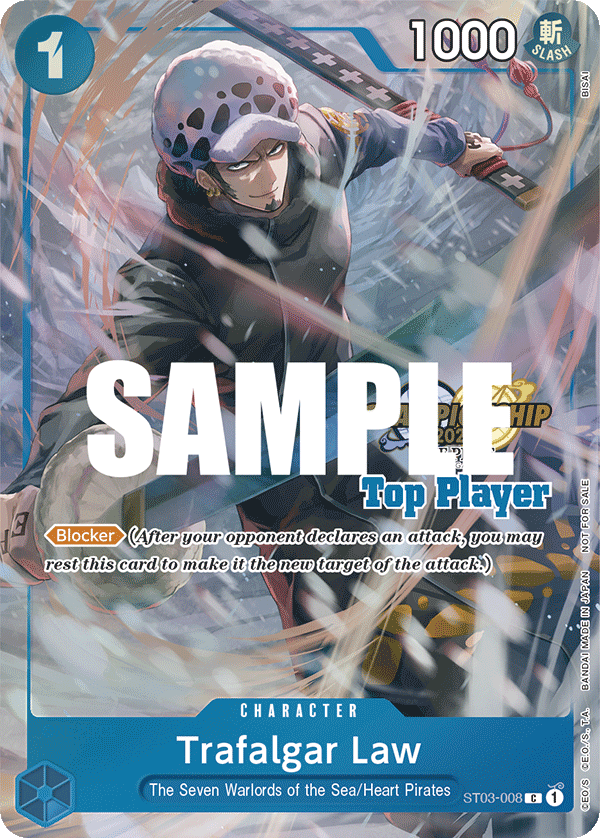 1
1000
斬
SLASH
BISAI
SAMPLE
Top Player
Blocker (After your opponent declares an attack, you may
rest this card to make it the new target of the attack.)
NOT FOR SALE
BANDAI MADE IN JAPAN
©E.O./S., T.A.
©EO/S
CHARACTER
Trafalgar Law
The Seven Warlords of the Sea/Heart Pirates
ST03-008 C 1